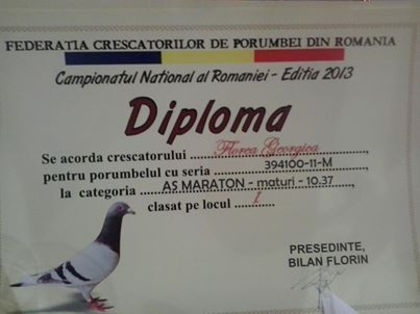 FEDERATIA CRESCATORILOR DE PORUMBEI DIN ROMANIA
Campionatul National al Romaniei - Editia 2013
Diploma
Se acorda crescatorului Florea Georgica
pentru porumbelul cu seria 394100-11-M
la categoria AS MARATON - maturi - 10.37
clasat pe locul 1
PRESEDINTE,
BILAN FLORIN